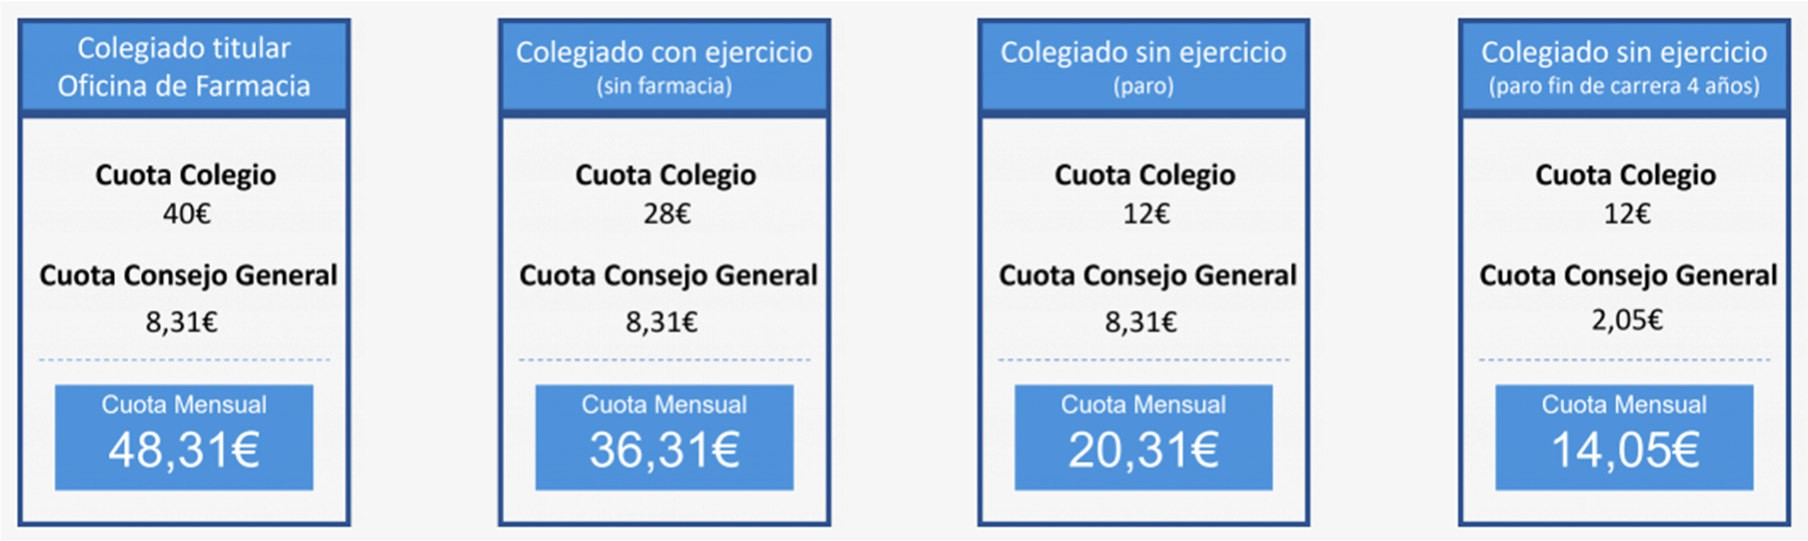 Colegiado titular
Oficina de Farmacia
Cuota Colegio
40€
Cuota Consejo General
8,31€
Cuota Mensual
48,31€
Colegiado con ejercicio
(sin farmacia)
Cuota Colegio
28€
Cuota Consejo General
8,31€
Cuota Mensual
36,31€
Colegiado sin ejercicio
(paro)
Cuota Colegio
12€
Cuota Consejo General
8,31€
Cuota Mensual
20,31€
Colegiado sin ejercicio
(paro fin de carrera 4 años)
Cuota Colegio
12€
Cuota Consejo General
2,05€
Cuota Mensual
14,05€